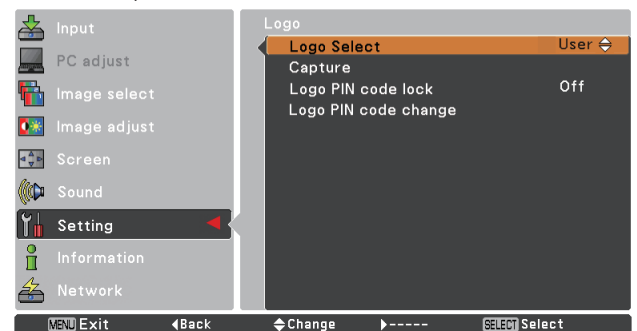 Input
PC adjust
Image select
Image adjust
Screen
Sound
Setting
Information
Network
Logo
Logo Select User
Capture
Logo PIN code lock Off
Logo PIN code change
MENU Exit Back Change ----- SELECT Select